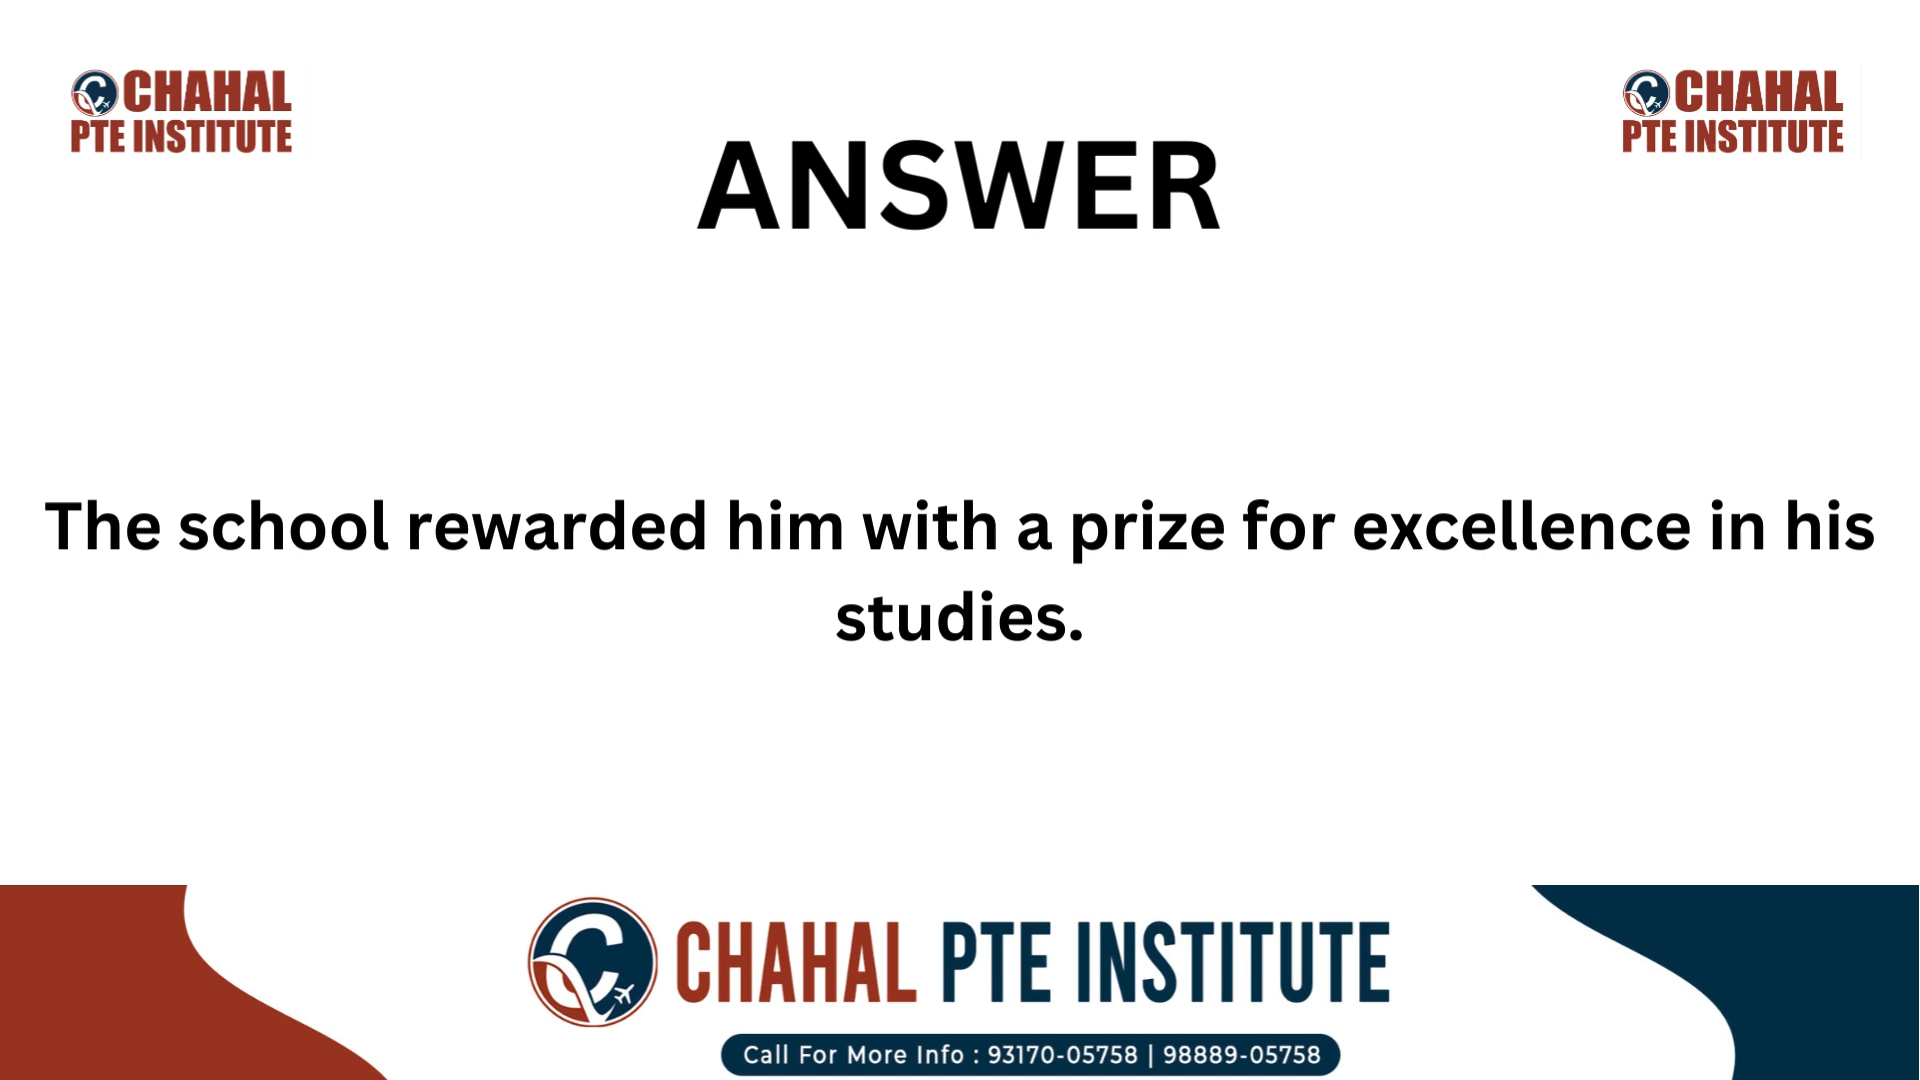 CHAHAL
PTE INSTITUTE
CHAHAL
PTE INSTITUTE
ANSWER
The school rewarded him with a prize for excellence in his
studies.
CHAHAL PTE INSTITUTE
Call For More Info : 93170-05758 | 98889-05758